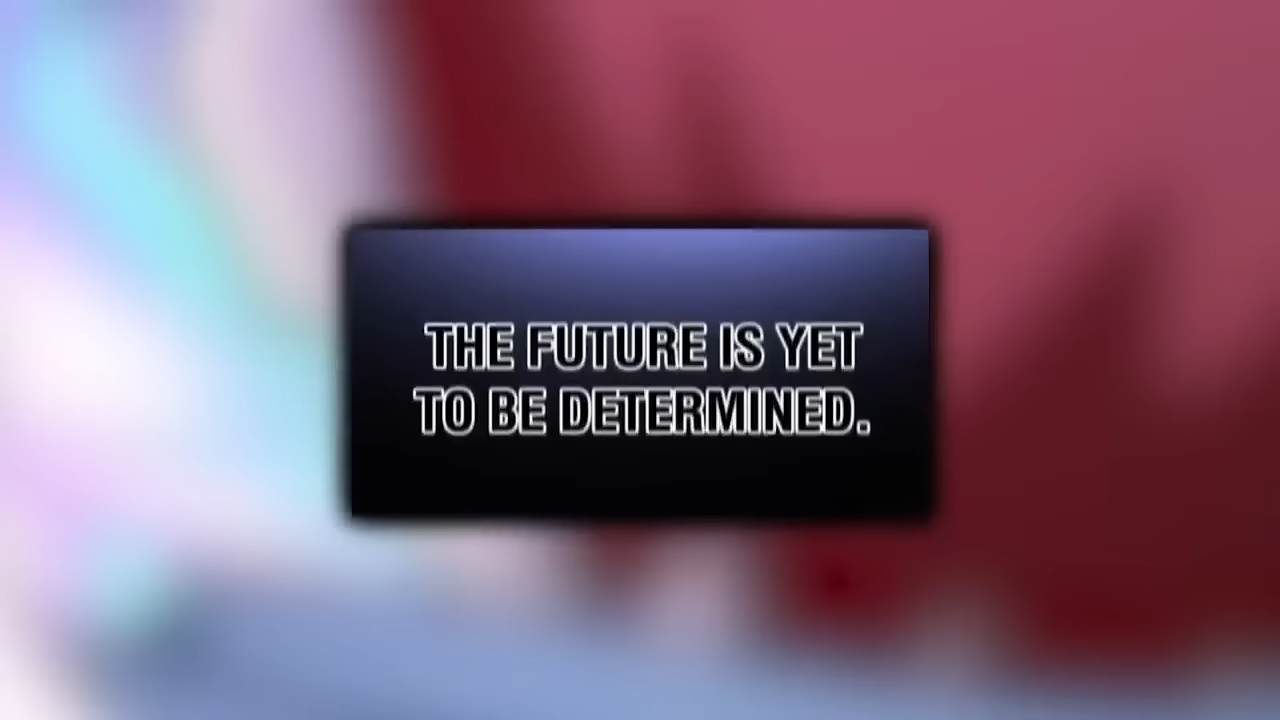 THE FUTURE IS YET
TO BE DETERMINED.